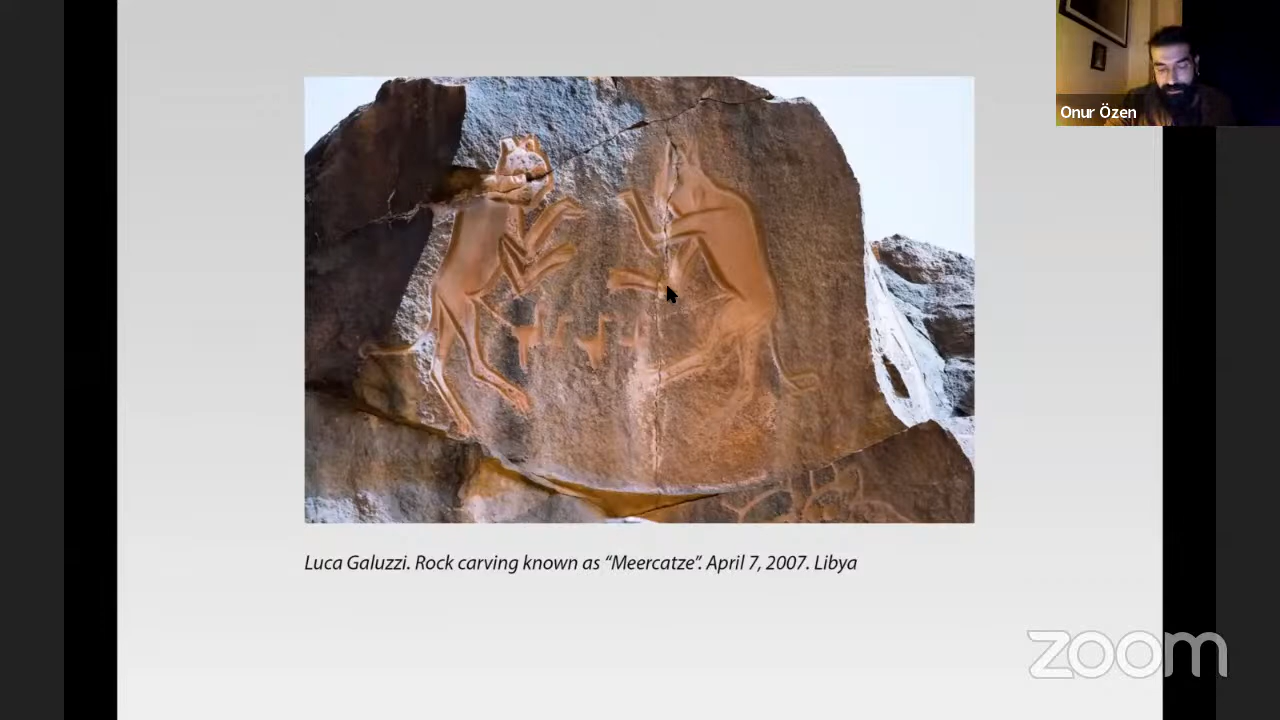 Onur Özen
Luca Galuzzi. Rock carving known as “Meercatze”. April 7, 2007. Libya
zoom